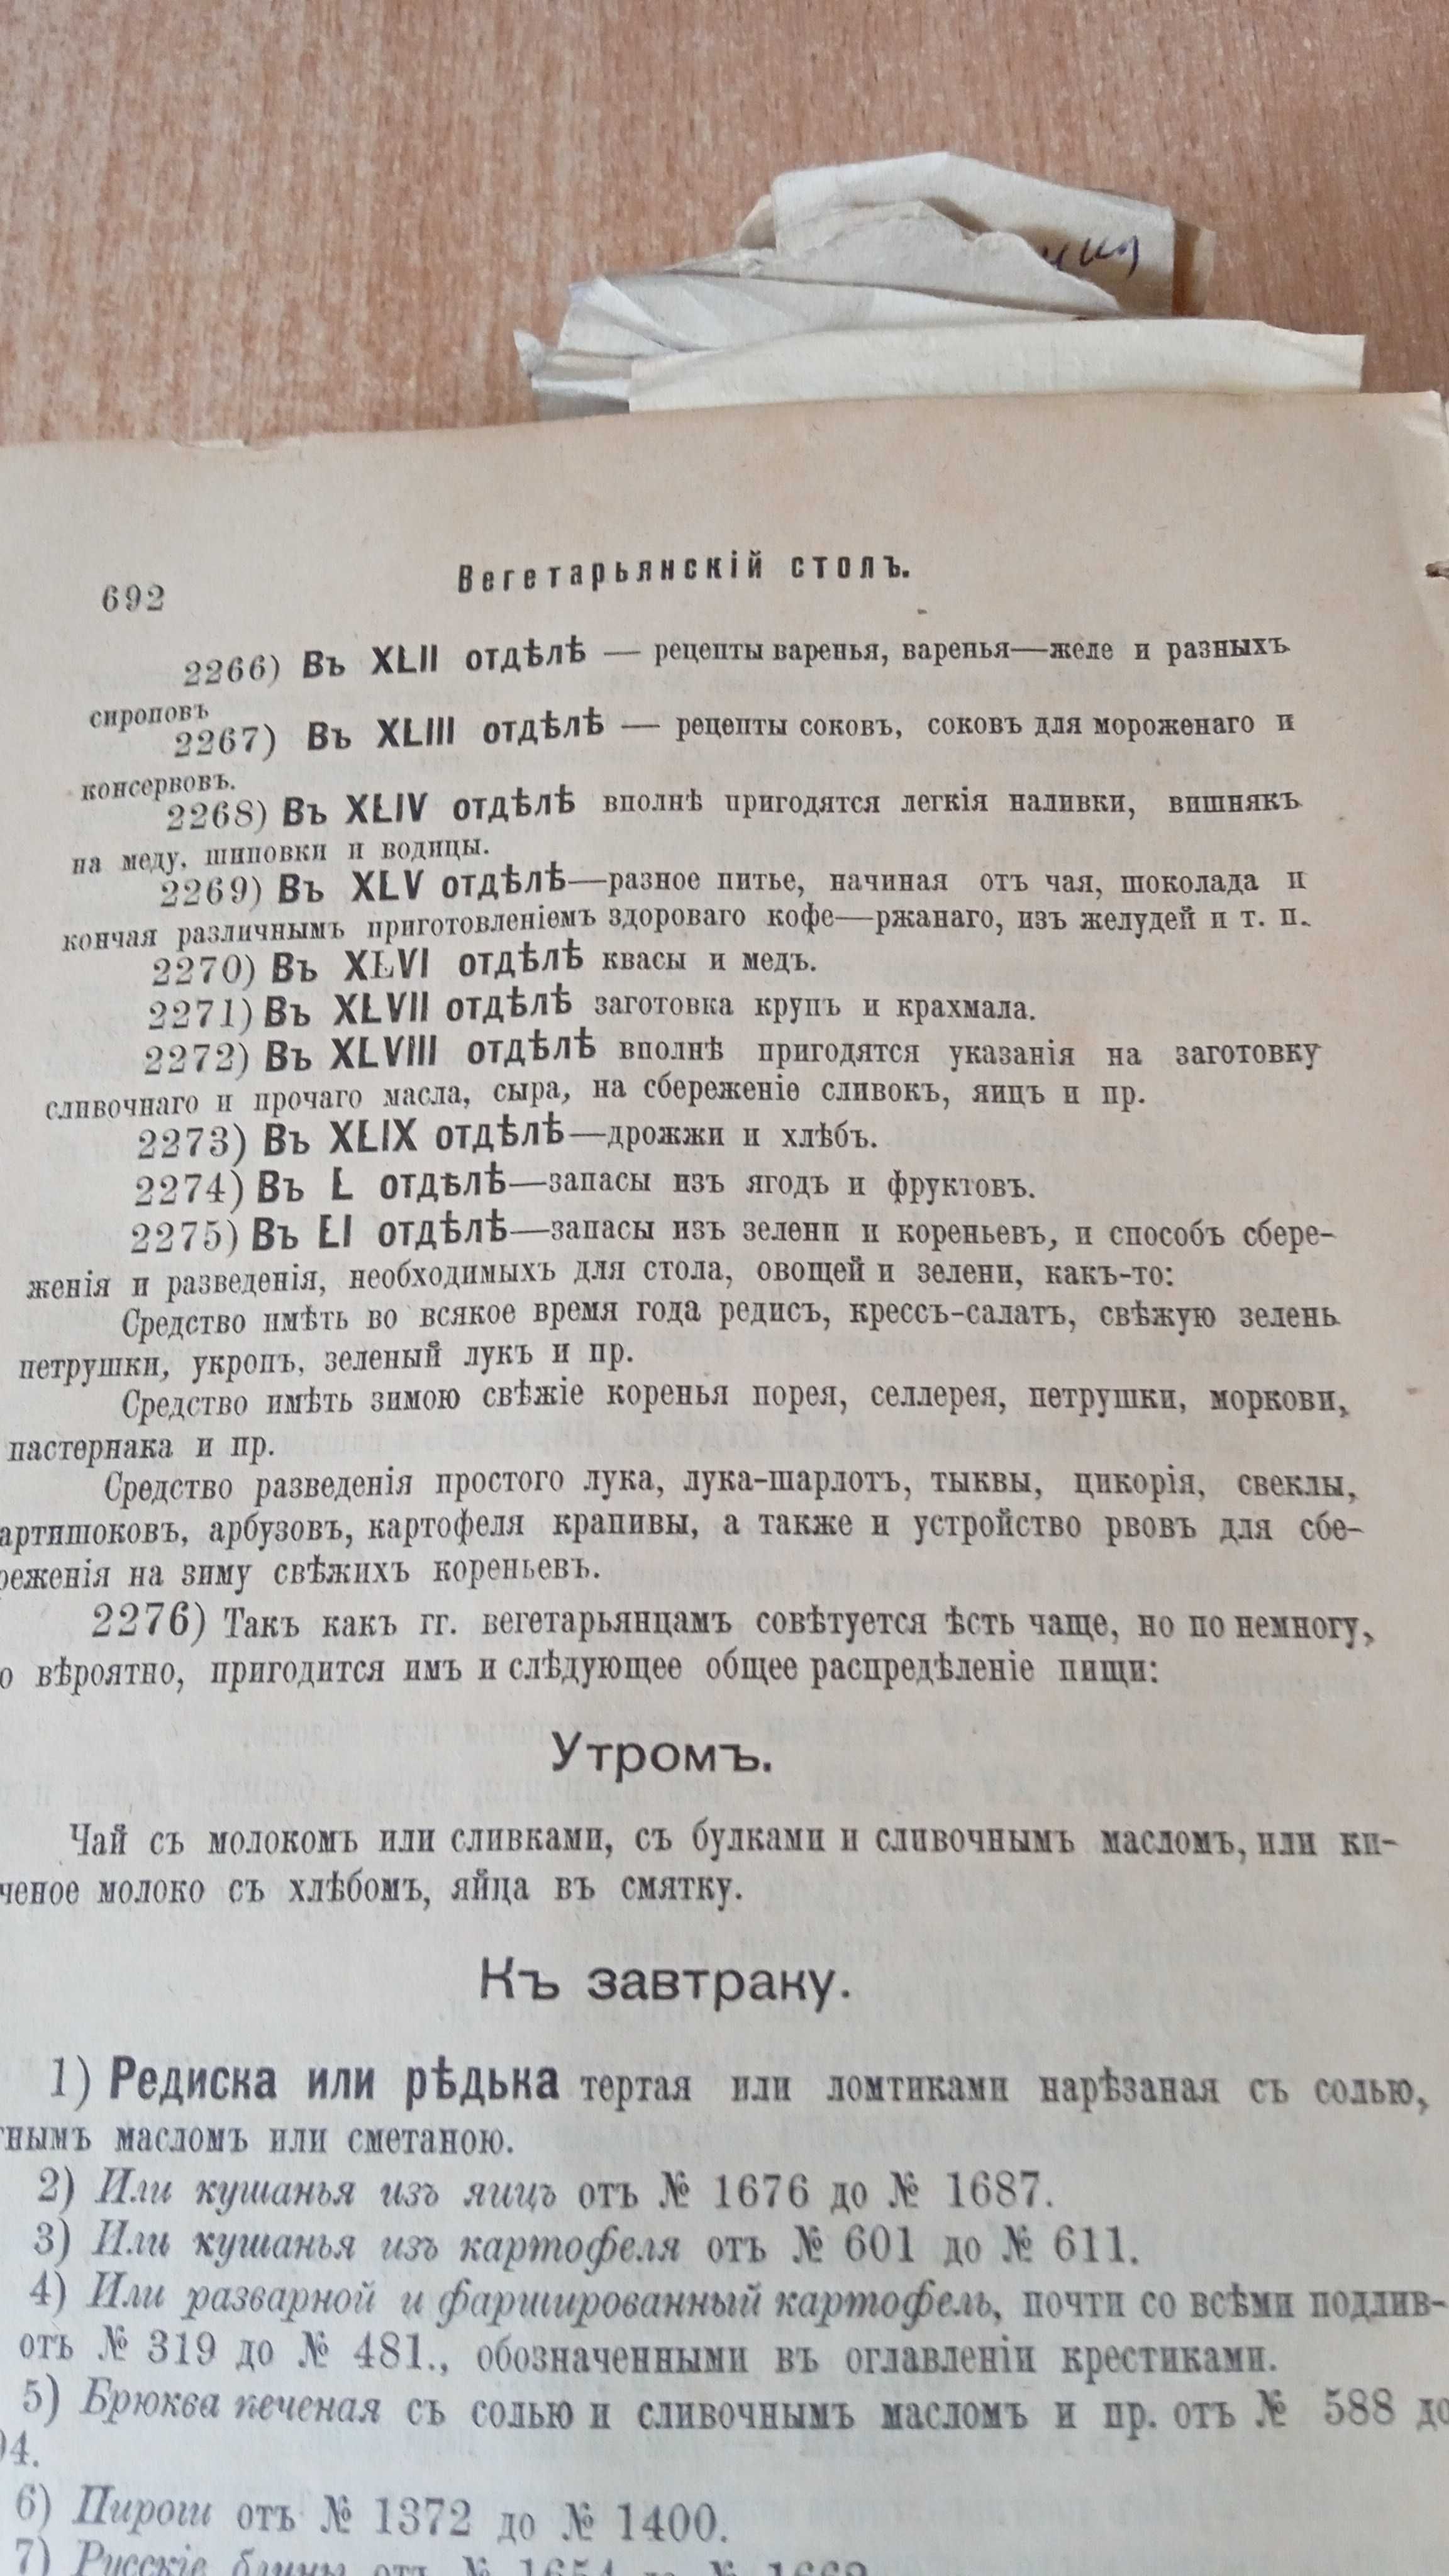 692
Вегетарьянскій столъ.
2266) Въ XLII отдѣлѣ — рецепты варенья, варенья—желе и разныхъ
сироповъ
2267) Въ XLIII отдѣлѣ — рецепты соковъ, соковъ для мороженаго и
консервовъ.
2268) Въ XLIV отдѣлѣ вполнѣ пригодятся легкія наливки, вишнякъ
на меду, шиповки и водицы.
2269) Въ XLV отдѣлѣ—разное питье, начиная отъ чая, шоколада и
кончая различнымъ приготовленіемъ здороваго кофе—ржанаго, изъ желудей и т. п.
2270) Въ XLVI отдѣлѣ квасы и медъ.
2271) Въ XLVII отдѣлѣ заготовка крупъ и крахмала.
2272) Въ XLVIII отдѣлѣ вполнѣ пригодятся указанія на заготовку
сливочнаго и прочаго масла, сыра, на сбереженіе сливокъ, яицъ и пр.
2273) Въ XLIX отдѣлѣ—дрожжи и хлѣбъ.
2274) Въ L отдѣлѣ—запасы изъ ягодъ и фруктовъ.
2275) Въ LI отдѣлѣ—запасы изъ зелени и кореньевъ, и способъ сбере-
женія и разведенія, необходимыхъ для стола, овощей и зелени, какъ-то:
Средство имѣть во всякое время года редисъ, крессъ-салатъ, свѣжую зелень
петрушки, укропъ, зеленый лукъ и пр.
Средство имѣть зимою свѣжіе коренья порея, селлерея, петрушки, моркови,
пастернака и пр.
Средство разведенія простого лука, лука-шарлотъ, тыквы, цикорія, свеклы,
артишоковъ, арбузовъ, картофеля крапивы, а также и устройство рвовъ для сбе-
реженія на зиму свѣжихъ кореньевъ.
2276) Такъ какъ гг. вегетарьянцамъ совѣтуется ѣсть чаще, но по немногу,
о вѣроятно, пригодится имъ и слѣдующее общее распредѣленіе пищи:
Утромъ.
Чай съ молокомъ или сливками, съ булками и сливочнымъ масломъ, или ки-
ченое молоко съ хлѣбомъ, яйца въ смятку.
Къ завтраку.
1) Редиска или рѣдька тертая или ломтиками нарѣзаная съ солью,
нымъ масломъ или сметаною.
2) Или кушанья изъ яицъ отъ № 1676 до № 1687.
3) Или кушанья изъ картофеля отъ № 601 до № 611.
4) Или разварной и фаршированный картофель, почти со всѣми подлив-
отъ № 319 до № 481., обозначенными въ оглавленіи крестиками.
5) Брюква печеная съ солью и сливочнымъ масломъ и пр. отъ № 588 до
94.
6) Пироги отъ № 1372 до № 1400.
7) Русскіе блины отъ № 1654 до № 1662